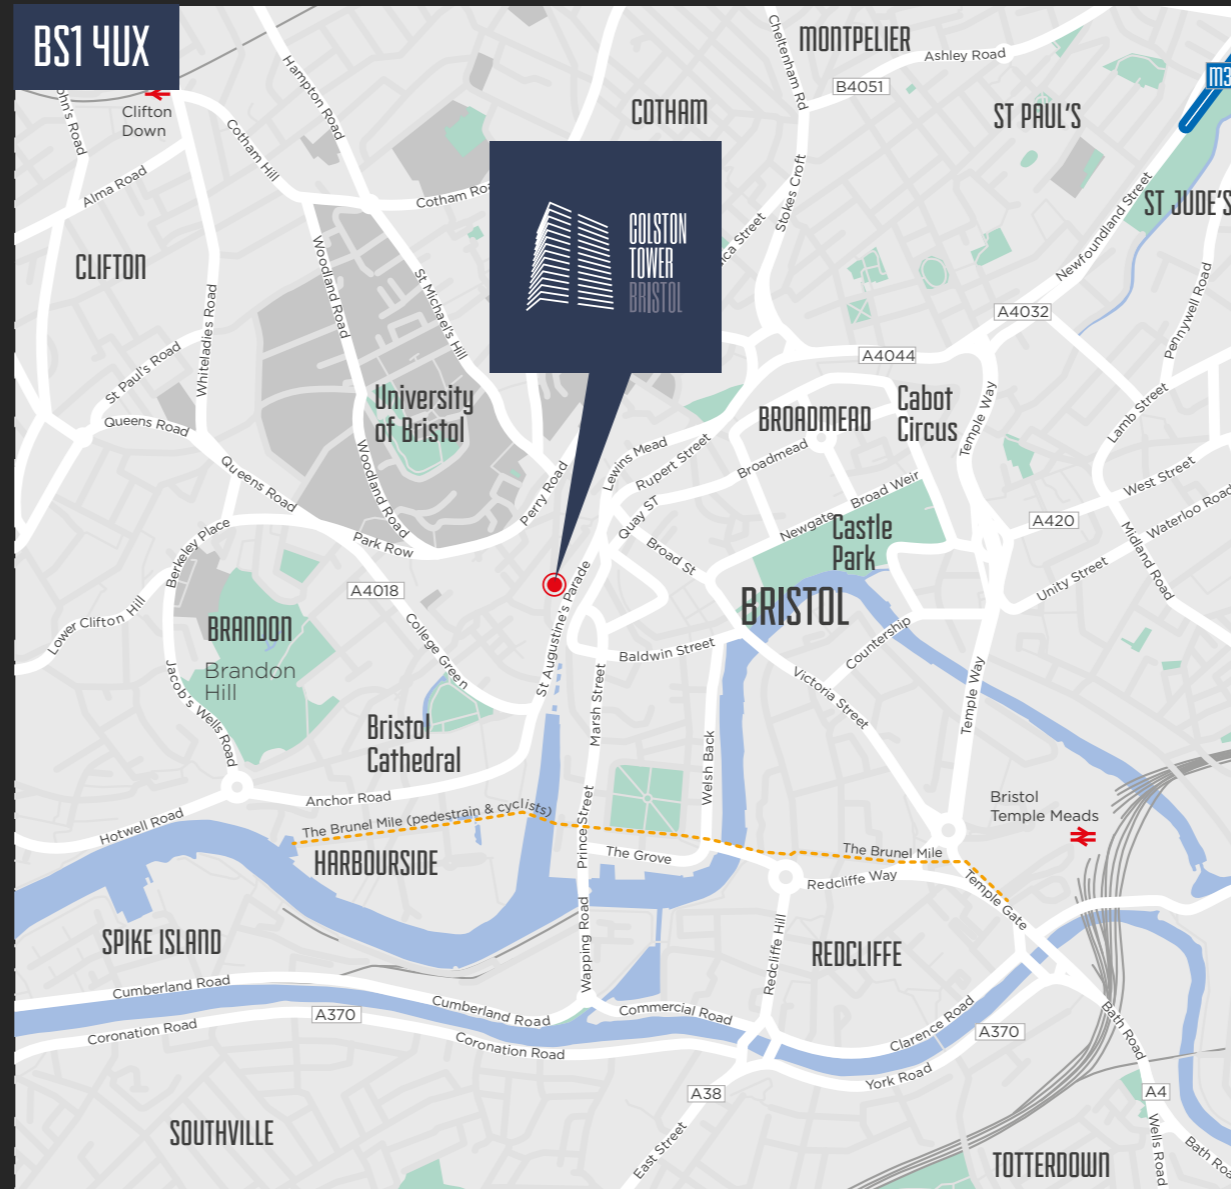 BS1 4UX
MONTPELIER
Ashley Road
Cheltenham Rd
B4051
M3
Hampton Road
COTHAM
ST PAUL'S
Clifton
Down
Cotham Hill
Alma Road
Cotham
Stokes Croft
Newfoundland Street
ST JUDE'S
COLSTON
TOWER
BRISTOL
CLIFTON
Woodland Road
St Michael's Hill
Street
Whiteladies Road
Pennywell Road
A4032
St Paul's Road
A4044
University
of Bristol
Cabot
Circus
BROADMEAD
Temple Way
Lamb Street
Queens Road
Lewins Mead
Rupert Street
Broadmead
Queens Road
Woodland Road
Perry Road
Quay ST
Newgate
Broad Weir
West Street
Waterloo Road
A420
Castle
Park
Berkeley Place
Park Row
Broad St
Midland Road
Unity Street
A4018
BRISTOL
Lower Clifton Hill
BRANDON
Brandon
Hill
College Green
St Augustine's Parade
Baldwin Street
Countership
Jacob's Wells Road
Marsh Street
Victoria Street
Temple Way
Bristol
Cathedral
Welsh Back
Anchor Road
Bristol
Temple Meads
Hotwell Road
The Brunel Mile (pedestrain & cyclists)
Prince Street
HARBOURSIDE
The Grove
The Brunel Mile
Redcliffe Way
Temple Gate
SPIKE ISLAND
Wapping Road
Redcliffe Hill
REDCLIFFE
Cumberland Road
Cumberland Road
Commercial Road
A370
Coronation Road
Coronation Road
Clarence Road
A370
Bath Road
York Road
A38
A4
SOUTHVILLE
East Street
Wells Road
Bath
TOTTERDOWN